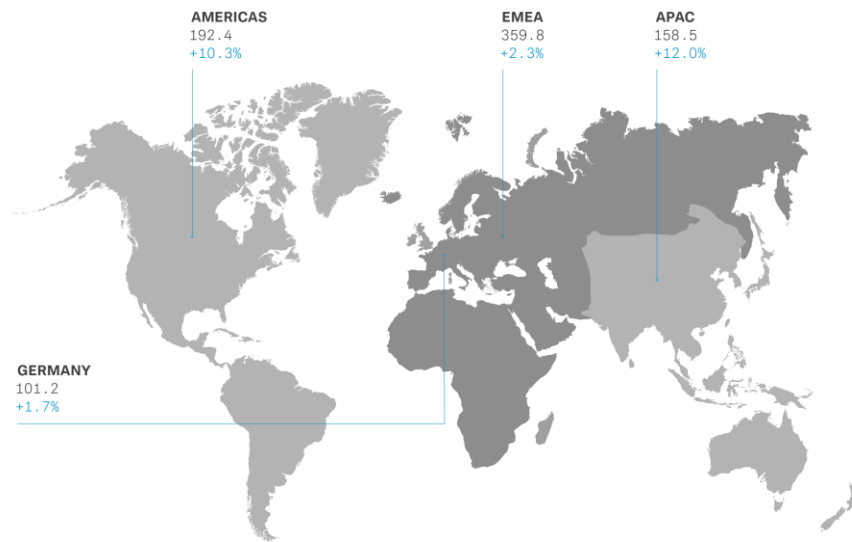 AMERICAS
192.4
+10.3%
EMEA
359.8
+2.3%
APAC
158.5
+12.0%
GERMANY
101.2
+1.7%